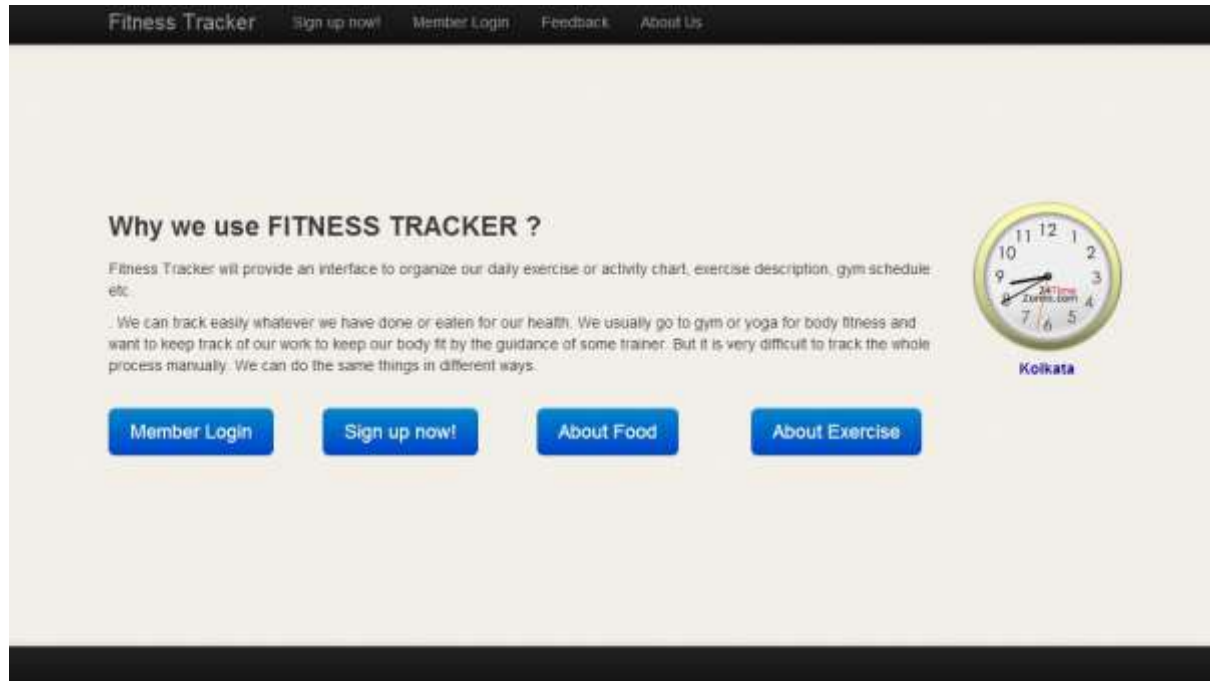 Fitness Tracker Sign up now! Member Login Feedback About Us
Why we use FITNESS TRACKER ?
Fitness Tracker will provide an interface to organize our daily exercise or activity chart, exercise description, gym schedule
etc
. We can track easily whatever we have done or eaten for our health. We usually go to gym or yoga for body fitness and
want to keep track of our work to keep our body fit by the guidance of some trainer. But it is very difficult to track the whole
process manually. We can do the same things in different ways.
12
11 1
10 2
9 3
8 4
7 5
6
24Time
Zones.com
Kolkata
Member Login Sign up now! About Food About Exercise